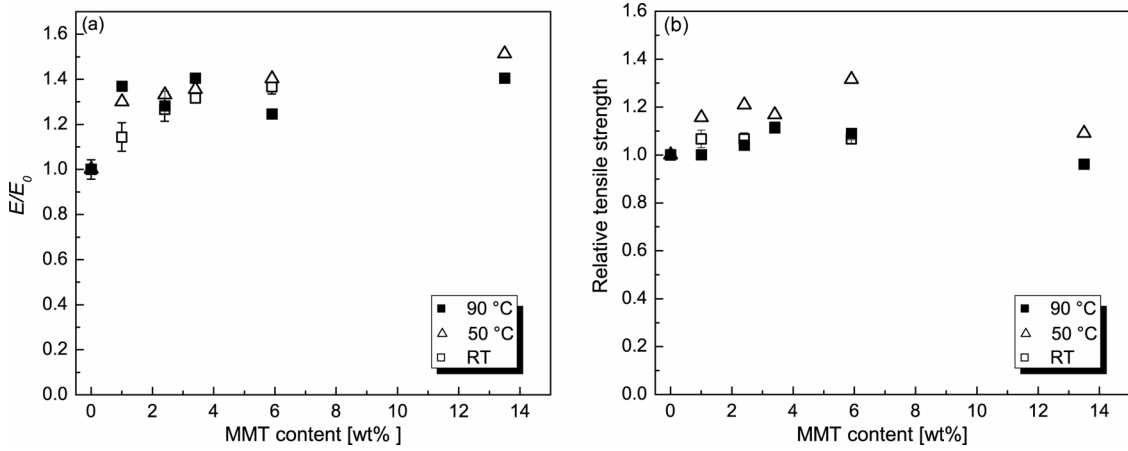 (a)
1.6
1.4
1.2
1.0
0.8
0.6
0.4
0.2
0.0
E/E0
0 2 4 6 8 10 12 14
MMT content [wt% ]
90 °C
50 °C
RT
(b)
1.6
1.4
1.2
1.0
0.8
0.6
0.4
0.2
0.0
Relative tensile strength
0 2 4 6 8 10 12 14
MMT content [wt%]
90 °C
50 °C
RT